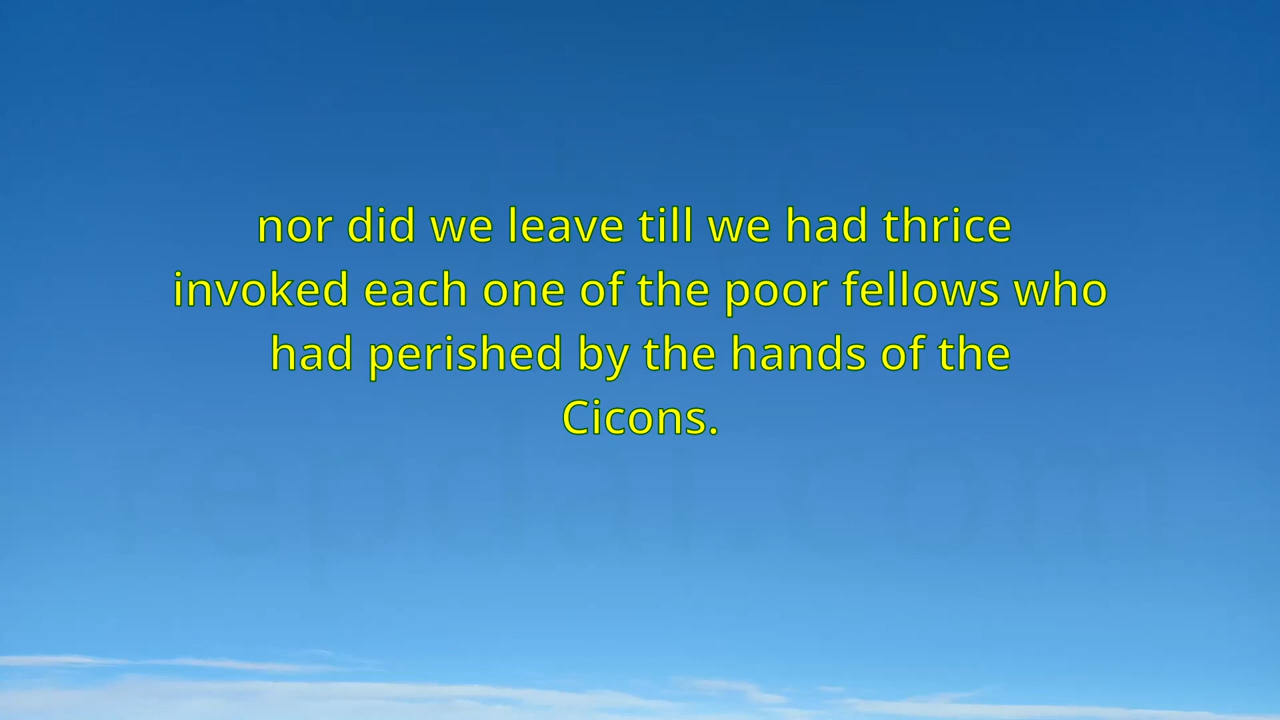 nor did we leave till we had thrice
invoked each one of the poor fellows who
had perished by the hands of the
Cicons.